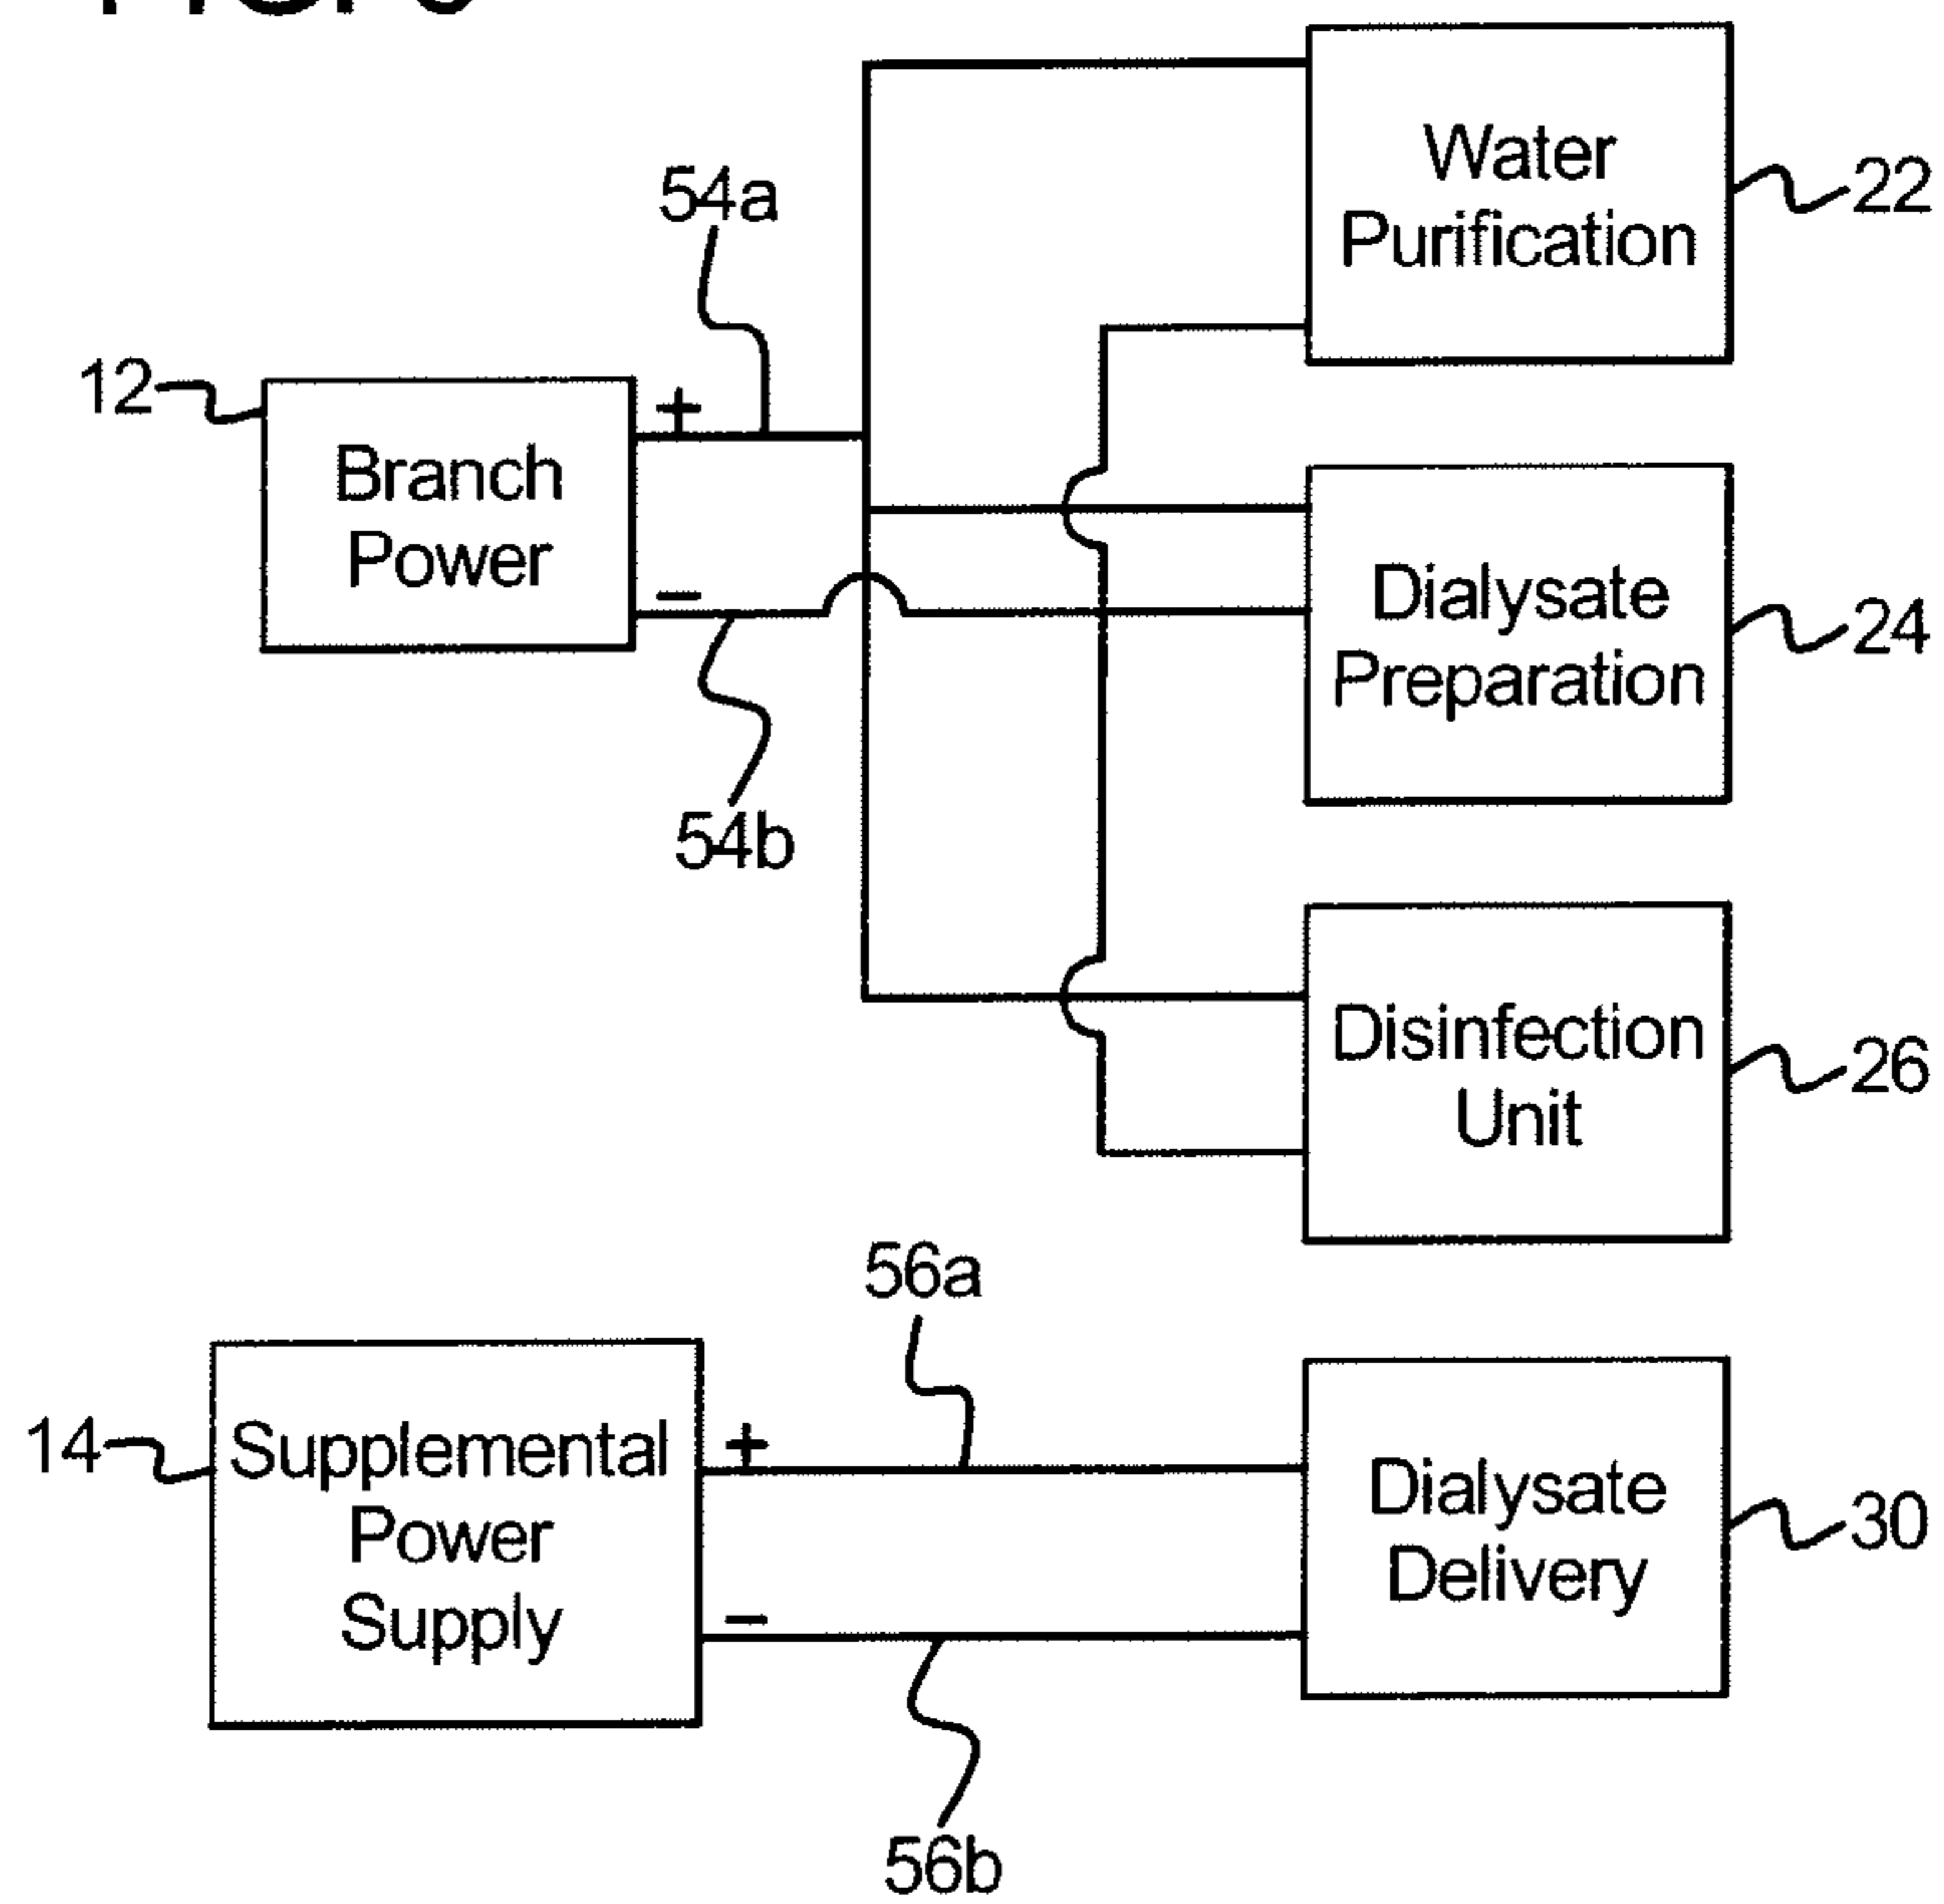 Water
Purification
22
54a
12
+
Branch
Power
−
54b
Dialysate
Preparation
24
Disinfection
Unit
26
56a
14
Supplemental
Power
Supply
+
−
Dialysate
Delivery
30
56b